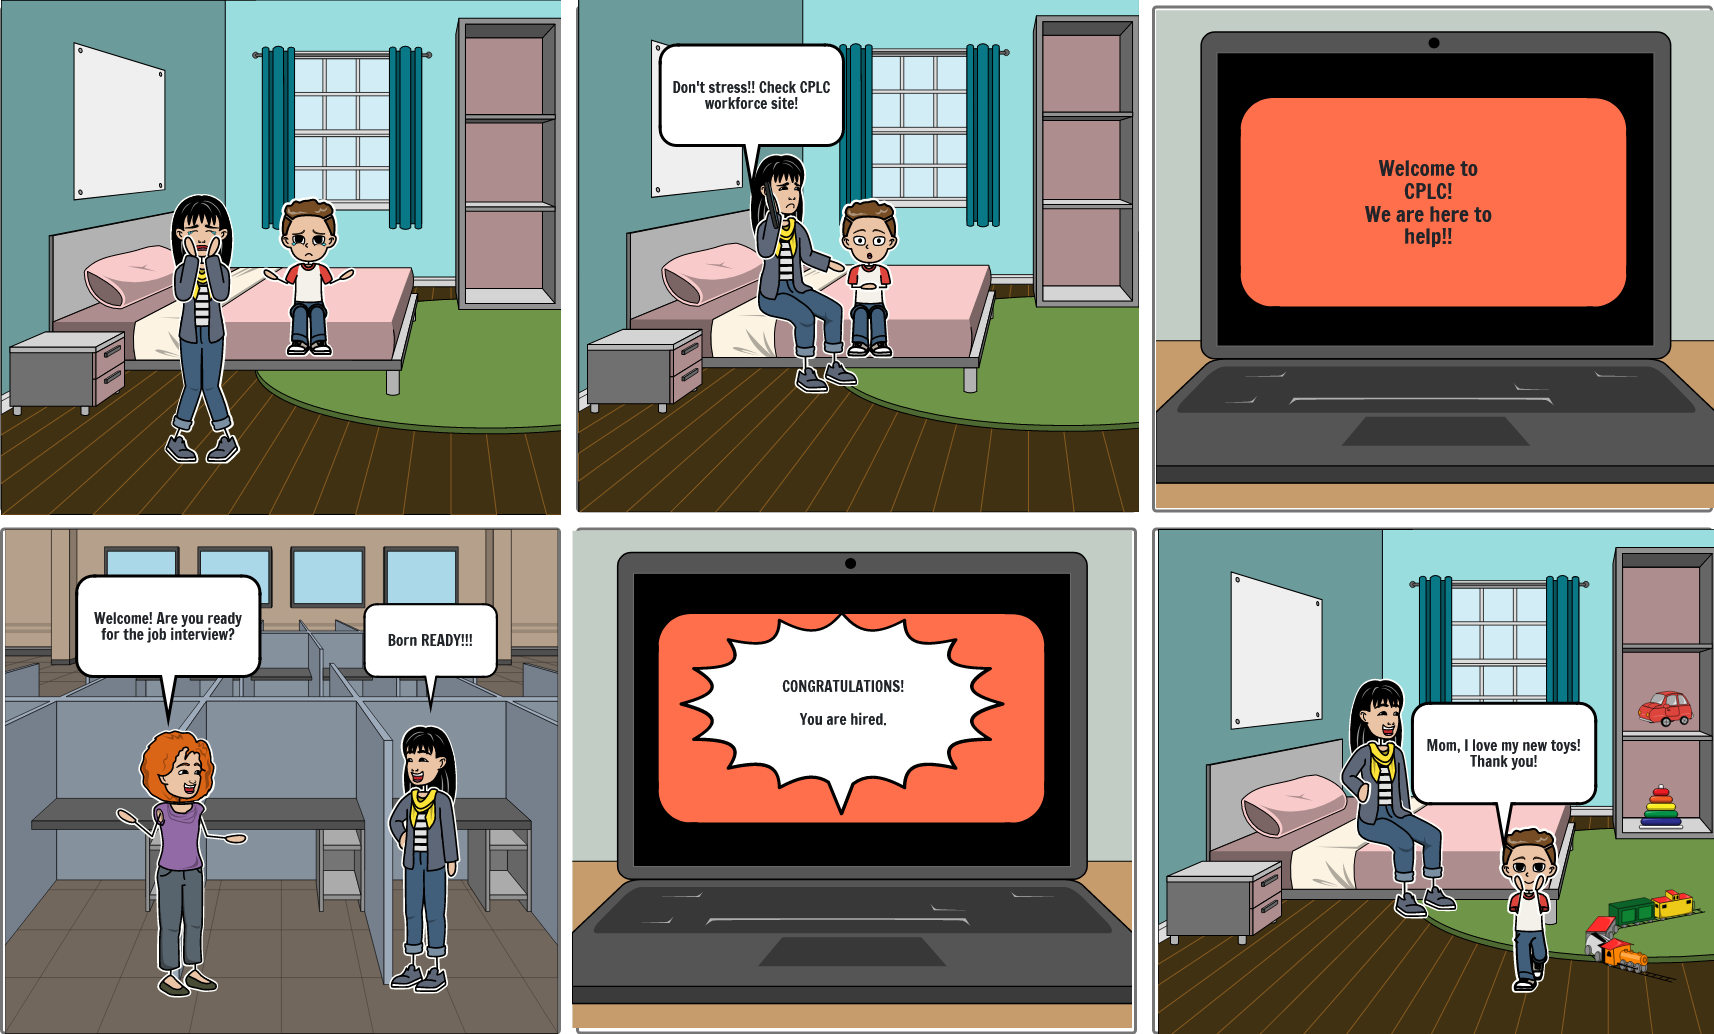 Don't stress!! Check CPLC
workforce site!
Welcome to
CPLC!
We are here to
help!!
Welcome! Are you ready
for the job interview?
Born READY!!!
CONGRATULATIONS!
You are hired.
Mom, I love my new toys!
Thank you!